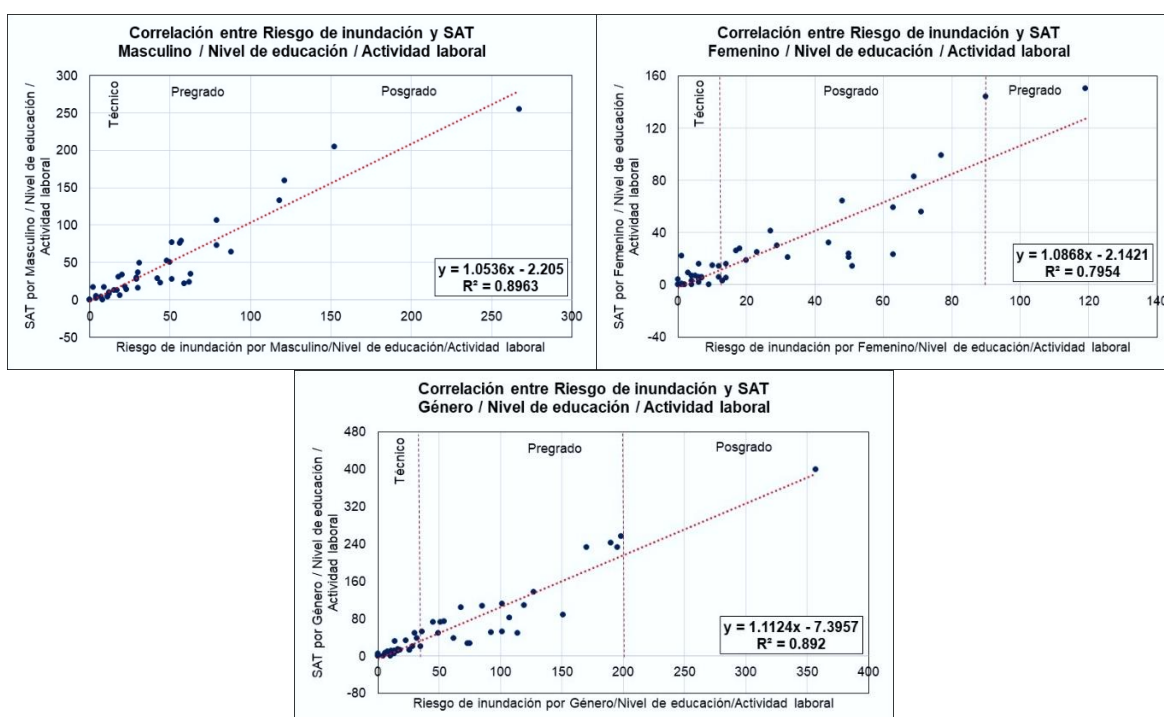 Correlación entre Riesgo de inundación y SAT
Masculino / Nivel de educación / Actividad laboral
SAT por Masculino / Nivel de educación /
Actividad laboral
300
250
200
150
100
50
0
-50
Técnico
Pregrado
Posgrado
y = 1.0536x - 2.205
R² = 0.8963
0
50
100
150
200
250
300
Riesgo de inundación por Masculino/Nivel de educación/Actividad laboral
Correlación entre Riesgo de inundación y SAT
Femenino / Nivel de educación / Actividad laboral
SAT por Femenino / Nivel de educación /
Actividad laboral
160
120
80
40
0
-40
Técnico
Posgrado
Pregrado
y = 1.0868x - 2.1421
R² = 0.7954
0
20
40
60
80
100
120
140
Riesgo de inundación por Femenino/Nivel de educación/Actividad laboral
Correlación entre Riesgo de inundación y SAT
Género / Nivel de educación / Actividad laboral
SAT por Género / Nivel de educación /
Actividad laboral
480
400
320
240
160
80
0
-80
Técnico
Pregrado
Posgrado
y = 1.1124x - 7.3957
R² = 0.892
0
50
100
150
200
250
300
350
400
Riesgo de inundación por Género/Nivel de educación/Actividad laboral